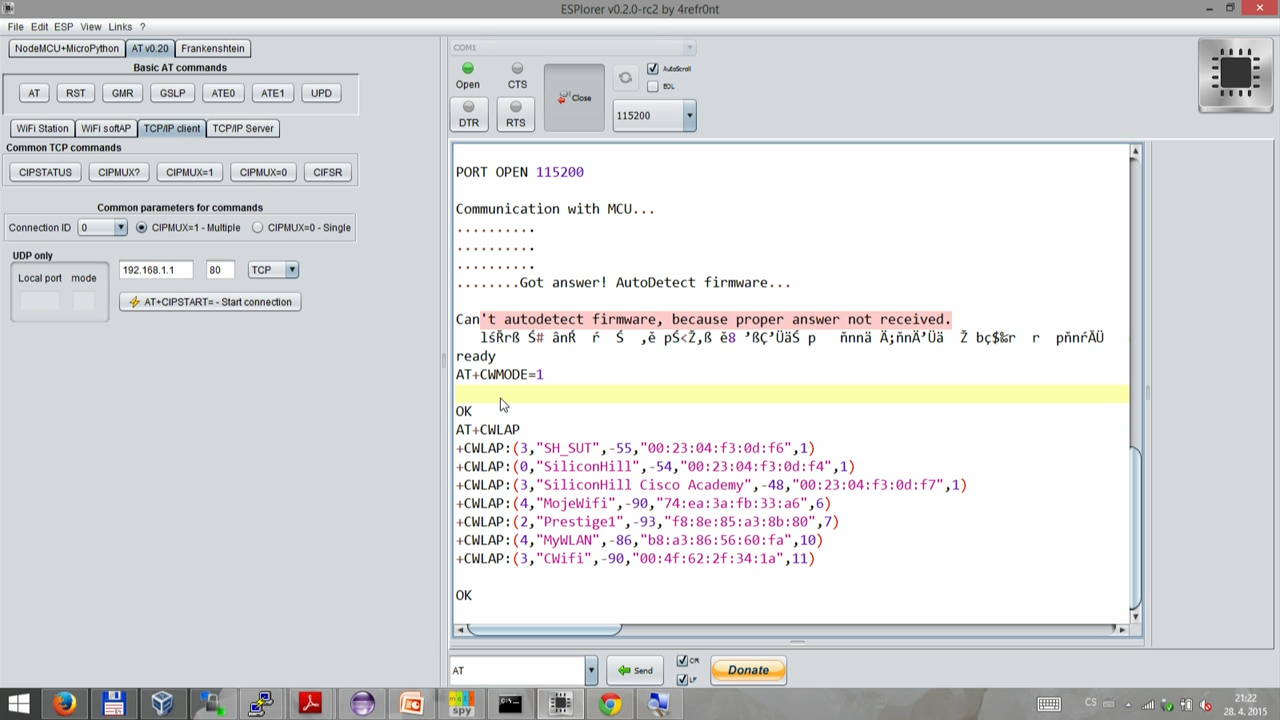 ESPlorer v0.2.0-rc2 by 4refr0nt
File Edit ESP View Links ?
NodeMCU+MicroPython AT v0.20 Frankenshtein
Basic AT commands
AT RST GMR GSLP ATE0 ATE1 UPD
WiFi Station WiFi softAP TCP/IP client TCP/IP Server
Common TCP commands
CIPSTATUS CIPMUX? CIPMUX=1 CIPMUX=0 CIFSR
Common parameters for commands
Connection ID 0 CIPMUX=1 - Multiple CIPMUX=0 - Single
UDP only
Local port mode
192.168.1.1 80 TCP
AT+CIPSTART= - Start connection
COM1
Open CTS
DTR RTS
Close
AutoScroll
EOL
115200
PORT OPEN 115200
Communication with MCU...
..........
..........
..........
........Got answer! AutoDetect firmware...
Can't autodetect firmware, because proper answer not received.
ready
AT+CWMODE=1
OK
AT+CWLAP
+CWLAP:(3,"SH_SUT",-55,"00:23:04:f3:0d:f6",1)
+CWLAP:(0,"SiliconHill",-54,"00:23:04:f3:0d:f4",1)
+CWLAP:(3,"SiliconHill Cisco Academy",-48,"00:23:04:f3:0d:f7",1)
+CWLAP:(4,"MojeWifi",-90,"74:ea:3a:fb:33:a6",6)
+CWLAP:(2,"Prestige1",-93,"f8:8e:85:a3:8b:80",7)
+CWLAP:(4,"MyWLAN",-86,"b8:a3:86:56:60:fa",10)
+CWLAP:(3,"CWifi",-90,"00:4f:62:2f:34:1a",11)
OK
AT
Send
CR
LF
Donate
spy
CS
21:22
28. 4. 2015